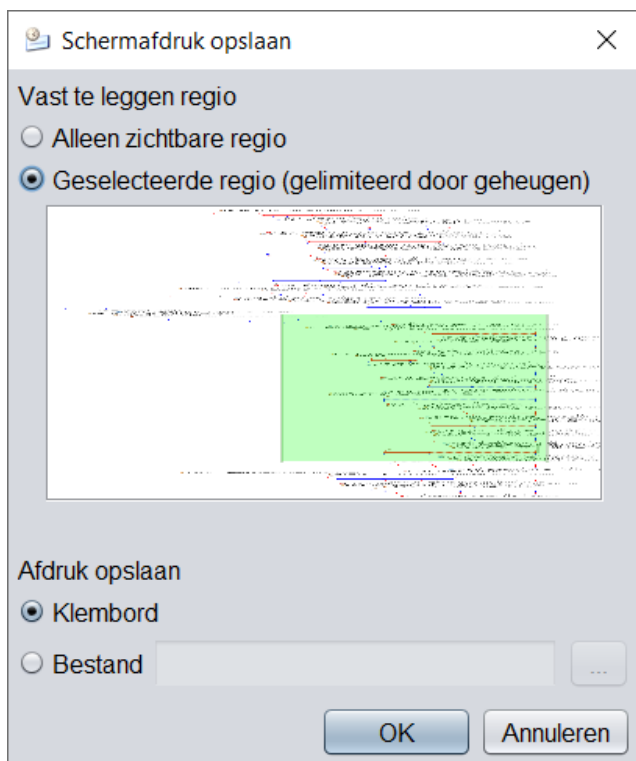 Schermafdruk opslaan
Vast te leggen regio
Alleen zichtbare regio
Geselecteerde regio (gelimiteerd door geheugen)
Afdruk opslaan
Klembord
Bestand ...
OK Annuleren